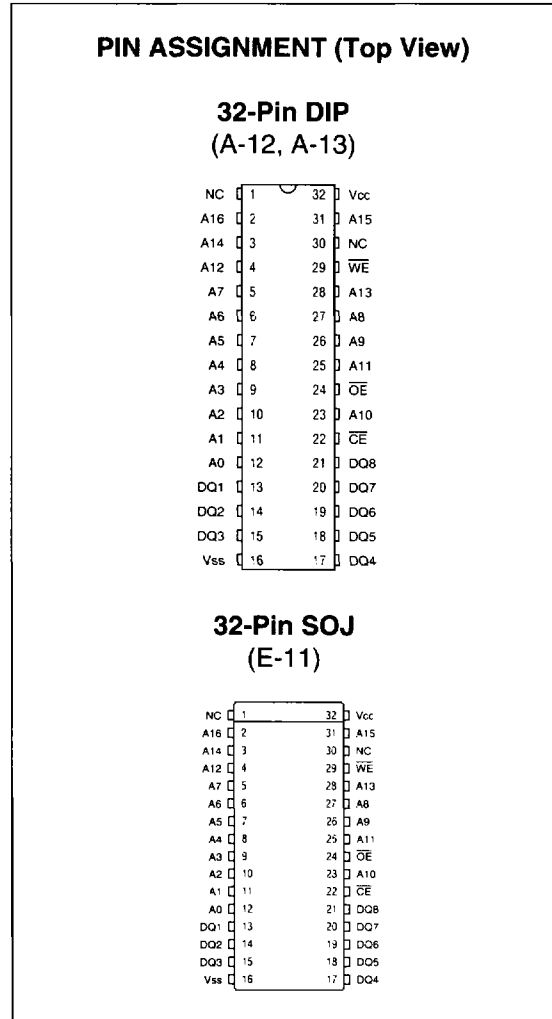 PIN ASSIGNMENT (Top View)
32-Pin DIP
(A-12, A-13)
NC 1 32 Vcc
A16 2 31 A15
A14 3 30 NC
A12 4 29 W̅E̅
A7 5 28 A13
A6 6 27 A8
A5 7 26 A9
A4 8 25 A11
A3 9 24 O̅E̅
A2 10 23 A10
A1 11 22 C̅E̅
A0 12 21 DQ8
DQ1 13 20 DQ7
DQ2 14 19 DQ6
DQ3 15 18 DQ5
Vss 16 17 DQ4
32-Pin SOJ
(E-11)
NC 1 32 Vcc
A16 2 31 A15
A14 3 30 NC
A12 4 29 W̅E̅
A7 5 28 A13
A6 6 27 A8
A5 7 26 A9
A4 8 25 A11
A3 9 24 O̅E̅
A2 10 23 A10
A1 11 22 C̅E̅
A0 12 21 DQ8
DQ1 13 20 DQ7
DQ2 14 19 DQ6
DQ3 15 18 DQ5
Vss 16 17 DQ4